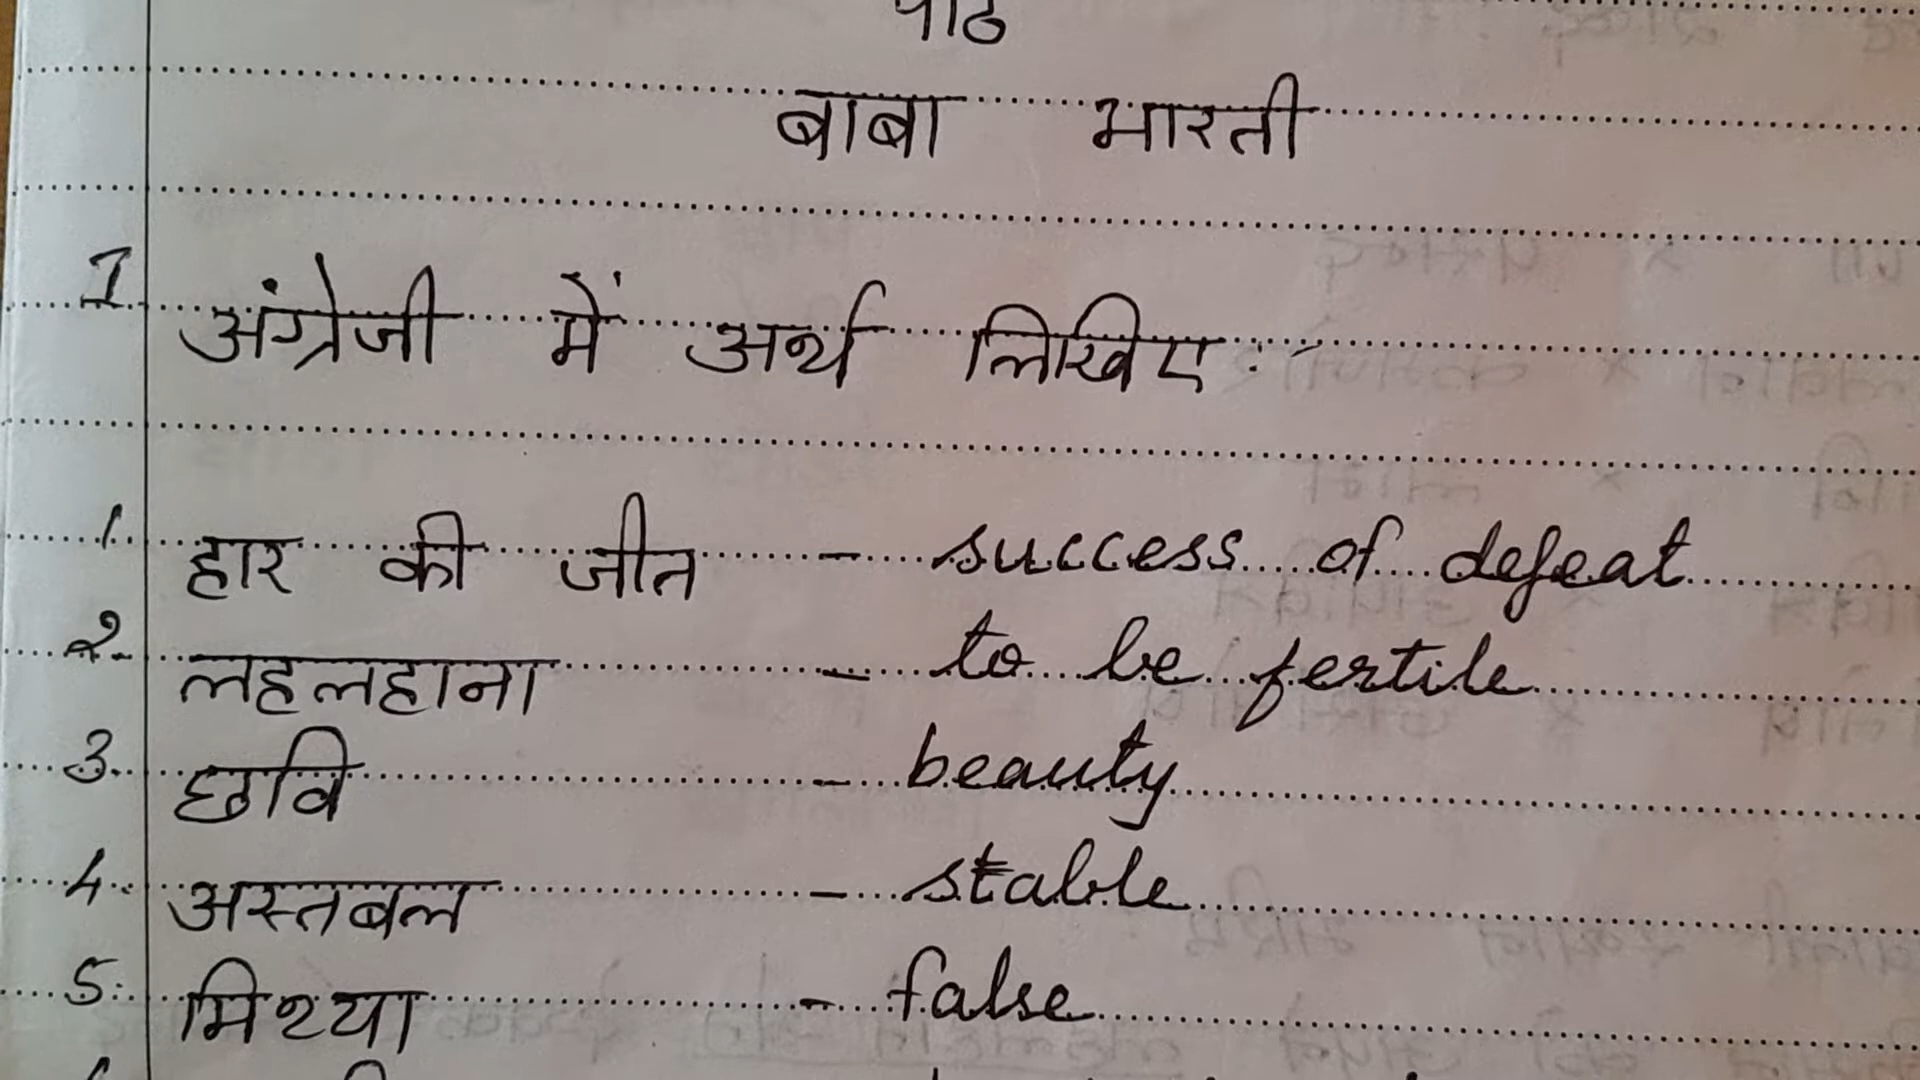 पाठ
बाबा भारती
I अंग्रेजी में अर्थ लिखिए :-
1. हार की जीत - success of defeat
2. लहलहाना - to be fertile
3. छवि - beauty
4. अस्तबल - stable
5. मिथ्या - false